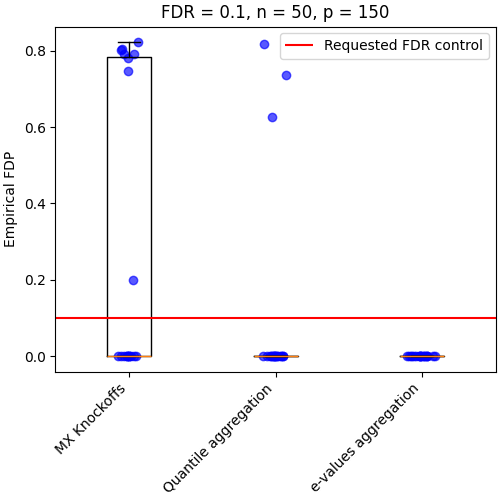 FDR = 0.1, n = 50, p = 150
Requested FDR control
Empirical FDP
0.8
0.6
0.4
0.2
0.0
MX Knockoffs
Quantile aggregation
e-values aggregation